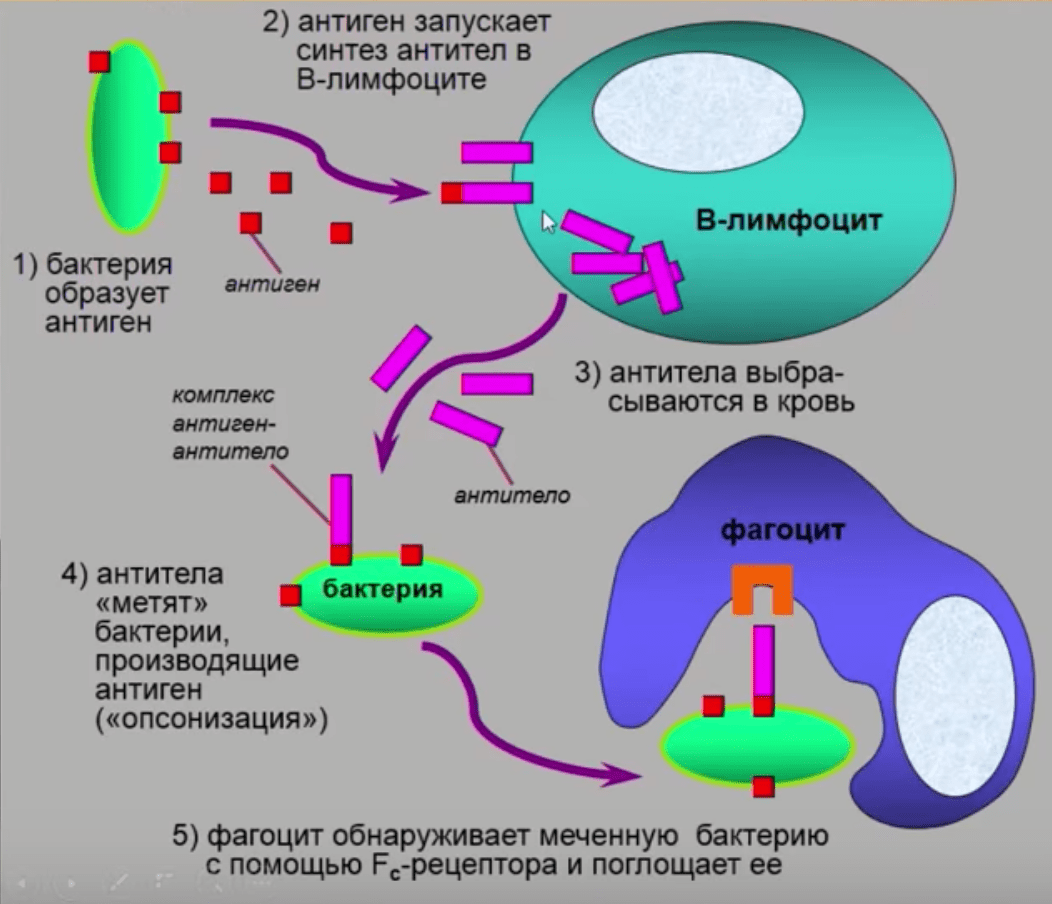 2) антиген запускает
синтез антител в
В-лимфоците
В-лимфоцит
1) бактерия
образует
антиген
антиген
3) антитела выбра-
сываются в кровь
комплекс
антиген-
антитело
антитело
фагоцит
4) антитела
«метят»
бактерии,
производящие
антиген
(«опсонизация»)
бактерия
5) фагоцит обнаруживает меченную бактерию
с помощью Fc-рецептора и поглощает ее